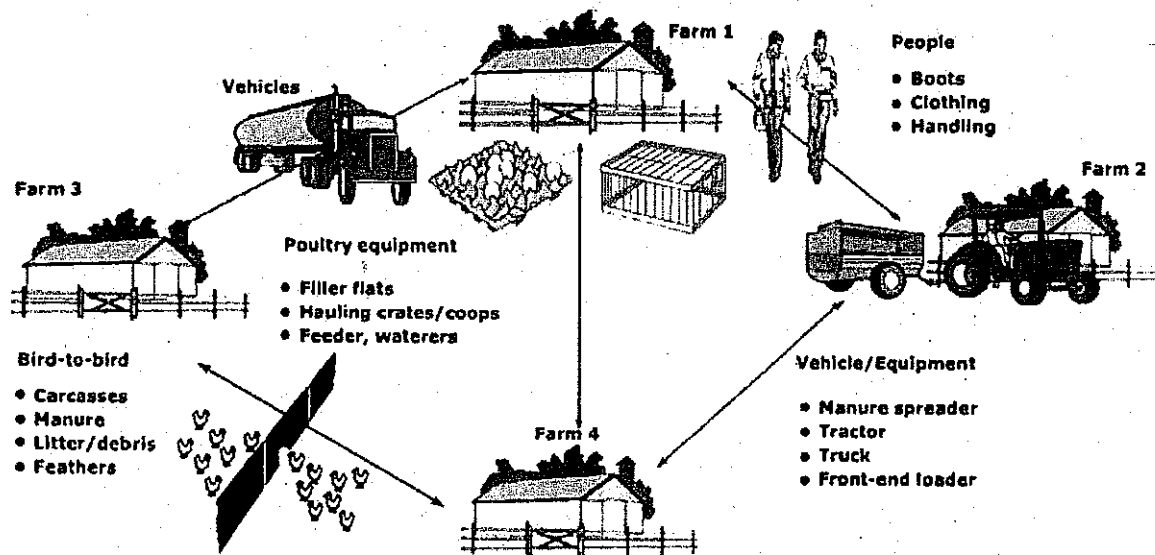 Farm 1
People
• Boots
• Clothing
• Handling
Vehicles
Farm 2
Farm 3
Poultry equipment
• Filler flats
• Hauling crates/coops
• Feeder, waterers
Bird-to-bird
• Carcasses
• Manure
• Litter/debris
• Feathers
Vehicle/Equipment
• Manure spreader
• Tractor
• Truck
• Front-end loader
Farm 4